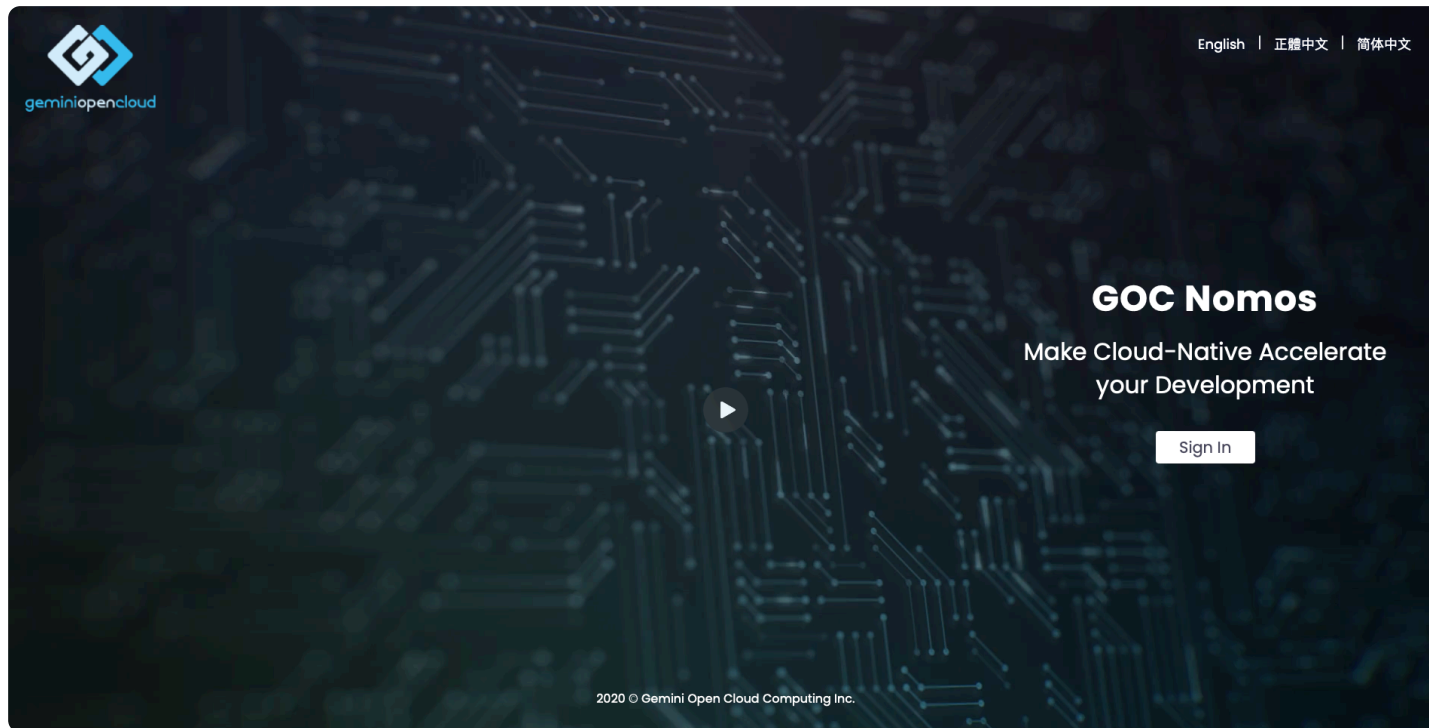 geminiopencloud
English | 正體中文 | 简体中文
GOC Nomos
Make Cloud-Native Accelerate
your Development
Sign In
2020 © Gemini Open Cloud Computing Inc.